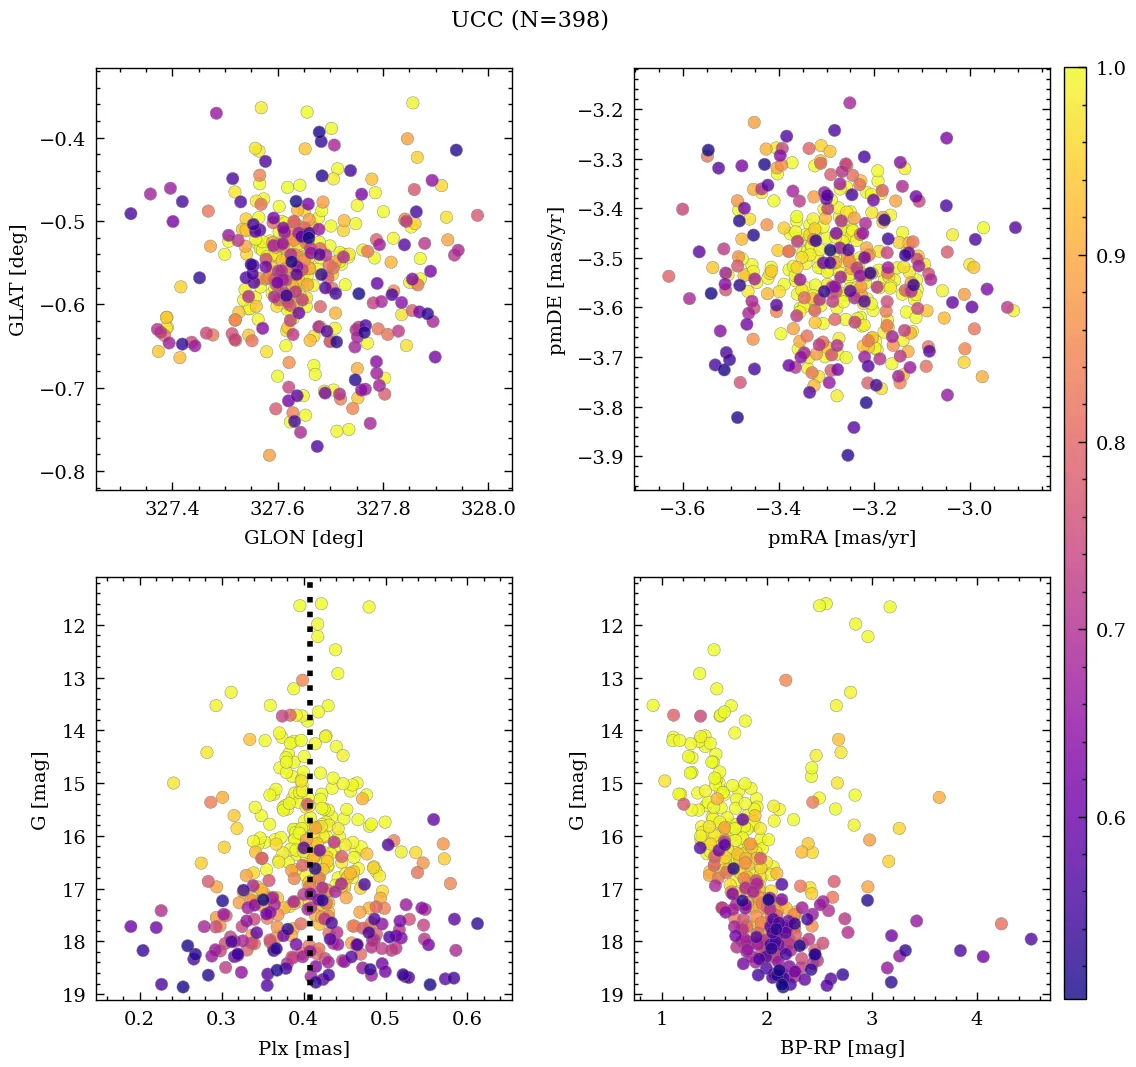 UCC (N=398)
−0.4
−0.5
−0.6
−0.7
−0.8
GLAT [deg]
327.4 327.6 327.8 328.0
GLON [deg]
−3.2
−3.3
−3.4
−3.5
−3.6
−3.7
−3.8
−3.9
pmDE [mas/yr]
−3.6 −3.4 −3.2 −3.0
pmRA [mas/yr]
1.0
0.9
0.8
0.7
0.6
12
13
14
15
16
17
18
19
G [mag]
0.2 0.3 0.4 0.5 0.6
Plx [mas]
12
13
14
15
16
17
18
19
G [mag]
1 2 3 4
BP-RP [mag]